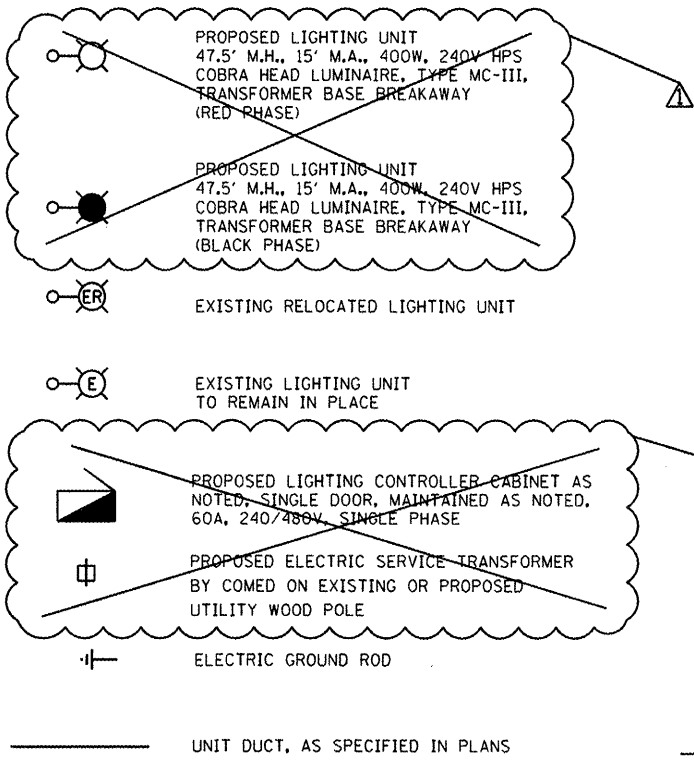 PROPOSED LIGHTING UNIT
47.5' M.H., 15' M.A., 400W, 240V HPS
COBRA HEAD LUMINAIRE, TYPE MC-III,
TRANSFORMER BASE BREAKAWAY
(RED PHASE)
1
PROPOSED LIGHTING UNIT
47.5' M.H., 15' M.A., 400W, 240V HPS
COBRA HEAD LUMINAIRE, TYPE MC-III,
TRANSFORMER BASE BREAKAWAY
(BLACK PHASE)
ER
EXISTING RELOCATED LIGHTING UNIT
E
EXISTING LIGHTING UNIT
TO REMAIN IN PLACE
PROPOSED LIGHTING CONTROLLER CABINET AS
NOTED, SINGLE DOOR, MAINTAINED AS NOTED,
60A, 240/480V, SINGLE PHASE
PROPOSED ELECTRIC SERVICE TRANSFORMER
BY COMED ON EXISTING OR PROPOSED
UTILITY WOOD POLE
ELECTRIC GROUND ROD
UNIT DUCT, AS SPECIFIED IN PLANS